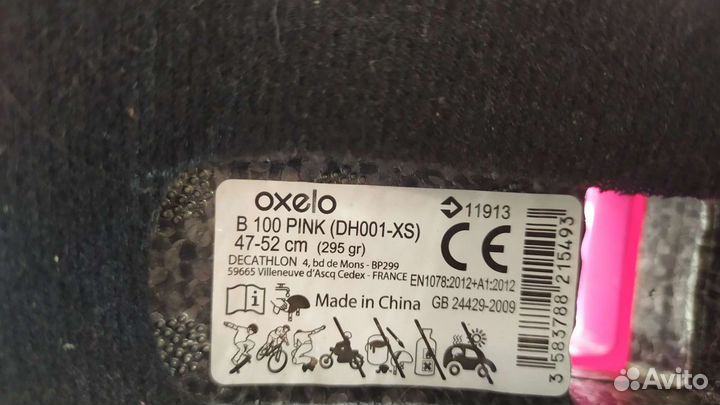 oxelo
B 100 PINK (DH001-XS)
47-52 cm (295 gr)
DECATHLON 4, bd de Mons - BP299
59665 Villeneuve d'Ascq Cedex - FRANCE
11913
CE
EN1078:2012+A1:2012
Made in China
GB 24429-2009
i
3 583788 215493
Avito